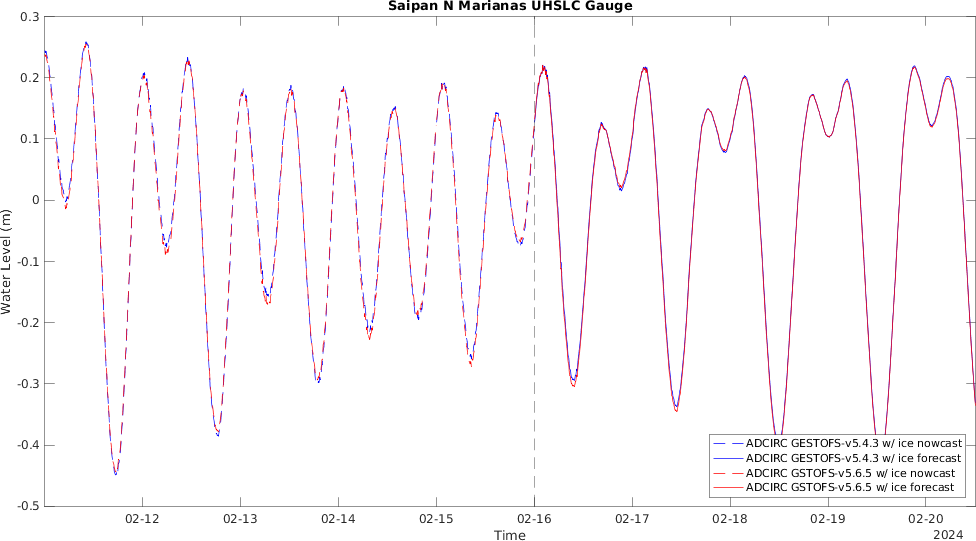 Saipan N Marianas UHSLC Gauge
0.3
0.2
0.1
0
-0.1
-0.2
-0.3
-0.4
-0.5
Water Level (m)
ADCIRC GESTOFS-v5.4.3 w/ ice nowcast
ADCIRC GESTOFS-v5.4.3 w/ ice forecast
ADCIRC GSTOFS-v5.6.5 w/ ice nowcast
ADCIRC GSTOFS-v5.6.5 w/ ice forecast
02-12 02-13 02-14 02-15 02-16 02-17 02-18 02-19 02-20
Time
2024